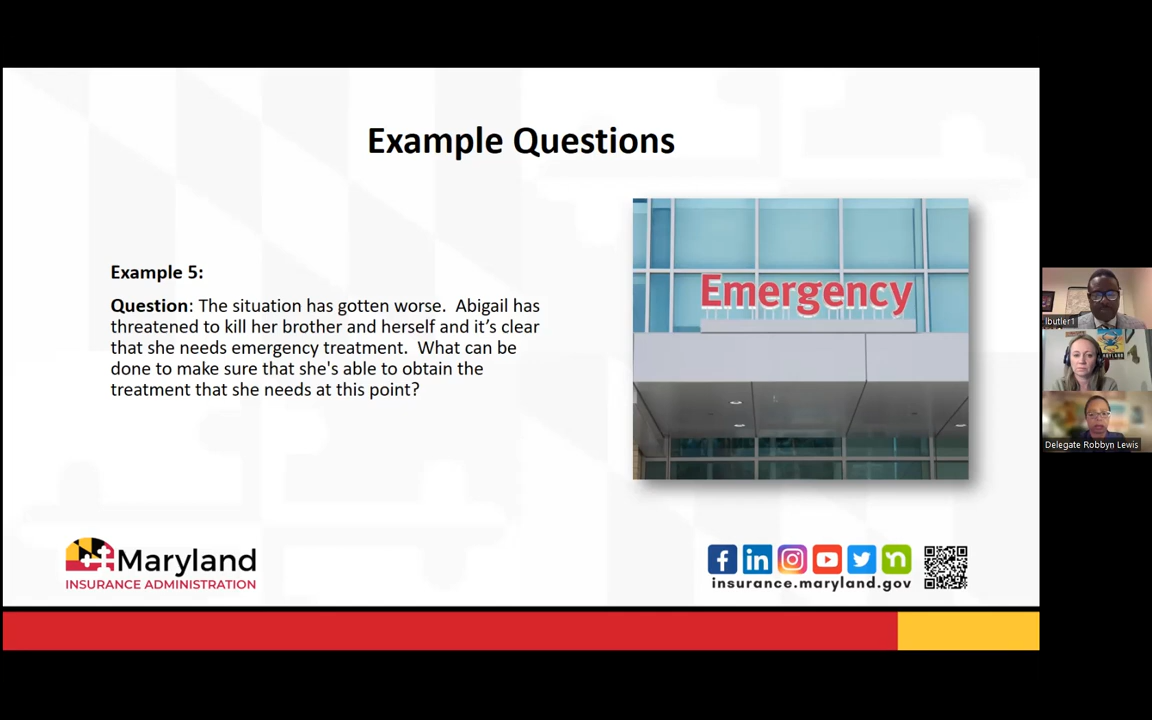 Example Questions
Example 5:
Question: The situation has gotten worse.  Abigail has
threatened to kill her brother and herself and it’s clear
that she needs emergency treatment.  What can be
done to make sure that she's able to obtain the
treatment that she needs at this point?
Emergency
lbutler1
Delegate Robbyn Lewis
Maryland
INSURANCE ADMINISTRATION
insurance.maryland.gov